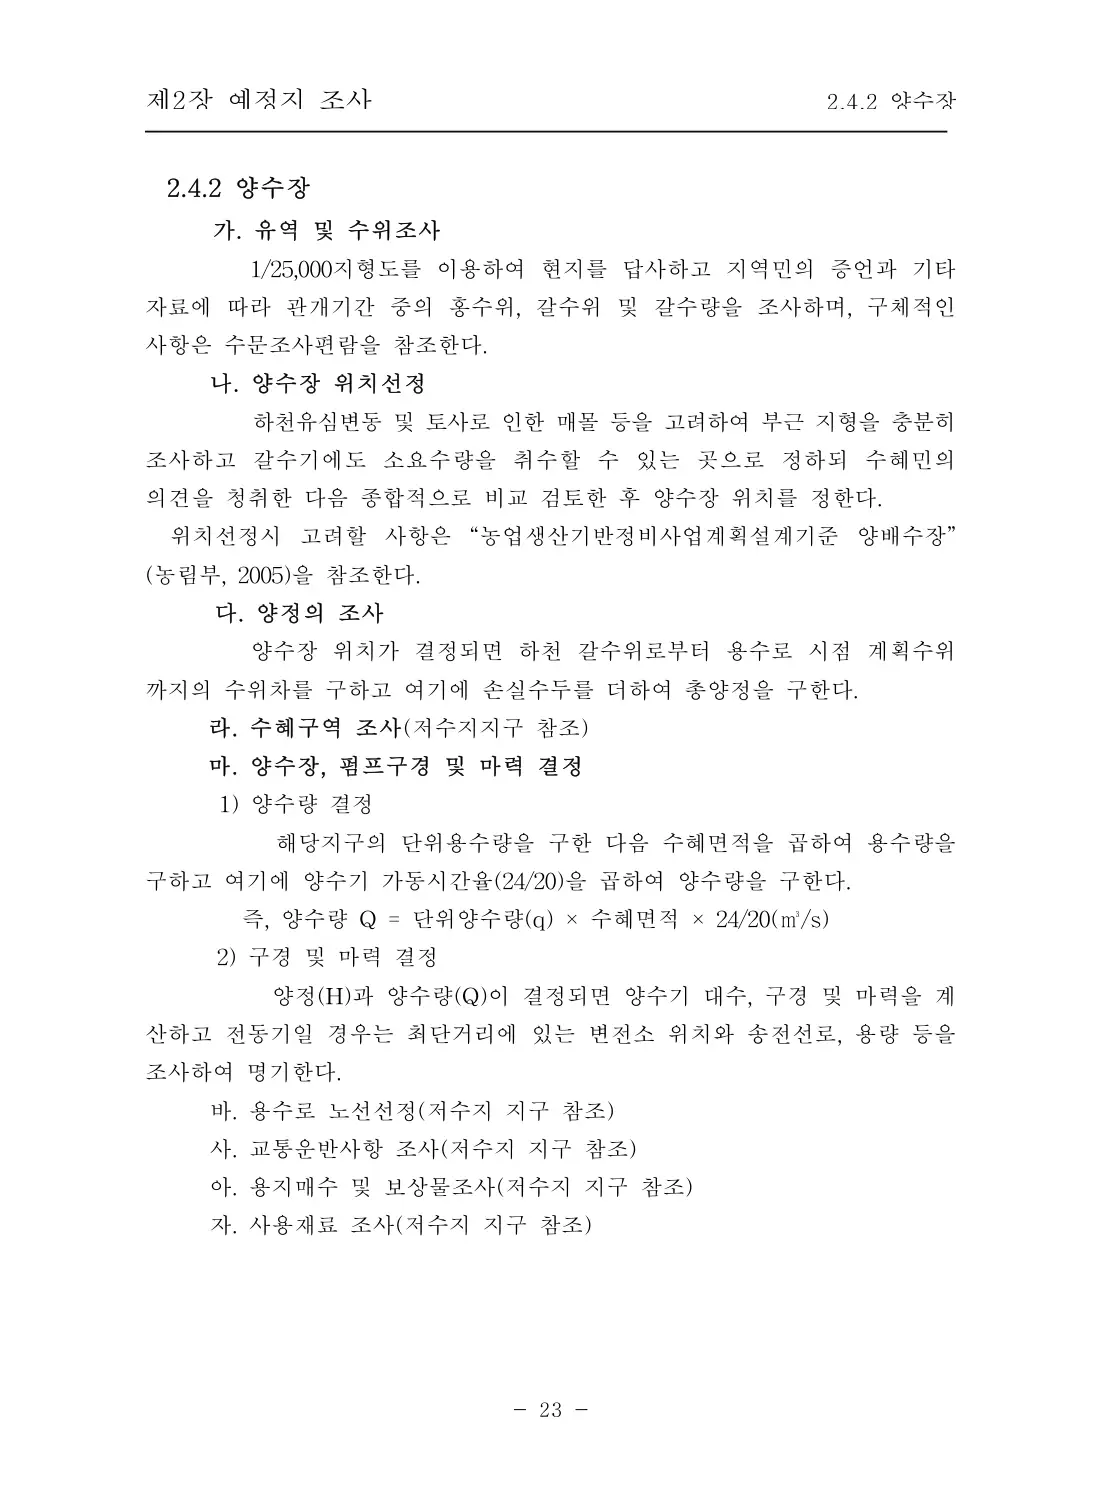 제2장 예정지 조사 2.4.2 양수장
2.4.2 양수장
가. 유역 및 수위조사
1/25,000지형도를 이용하여 현지를 답사하고 지역민의 증언과 기타
자료에 따라 관개기간 중의 홍수위, 갈수위 및 갈수량을 조사하며, 구체적인
사항은 수문조사편람을 참조한다.
나. 양수장 위치선정
하천유심변동 및 토사로 인한 매몰 등을 고려하여 부근 지형을 충분히
조사하고 갈수기에도 소요수량을 취수할 수 있는 곳으로 정하되 수혜민의
의견을 청취한 다음 종합적으로 비교 검토한 후 양수장 위치를 정한다.
위치선정시 고려할 사항은 “농업생산기반정비사업계획설계기준 양배수장”
(농림부, 2005)을 참조한다.
다. 양정의 조사
양수장 위치가 결정되면 하천 갈수위로부터 용수로 시점 계획수위
까지의 수위차를 구하고 여기에 손실수두를 더하여 총양정을 구한다.
라. 수혜구역 조사(저수지지구 참조)
마. 양수장, 펌프구경 및 마력 결정
1) 양수량 결정
해당지구의 단위용수량을 구한 다음 수혜면적을 곱하여 용수량을
구하고 여기에 양수기 가동시간율(24/20)을 곱하여 양수량을 구한다.
즉, 양수량 Q = 단위양수량(q) × 수혜면적 × 24/20(㎥/s)
2) 구경 및 마력 결정
양정(H)과 양수량(Q)이 결정되면 양수기 대수, 구경 및 마력을 계
산하고 전동기일 경우는 최단거리에 있는 변전소 위치와 송전선로, 용량 등을
조사하여 명기한다.
바. 용수로 노선선정(저수지 지구 참조)
사. 교통운반사항 조사(저수지 지구 참조)
아. 용지매수 및 보상물조사(저수지 지구 참조)
자. 사용재료 조사(저수지 지구 참조)
- 23 -